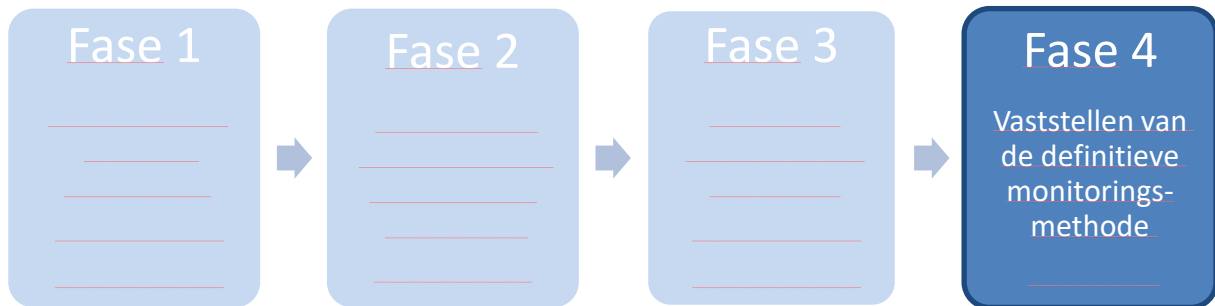 Fase 1
Fase 2
Fase 3
Fase 4
Vaststellen van
de definitieve
monitorings-
methode